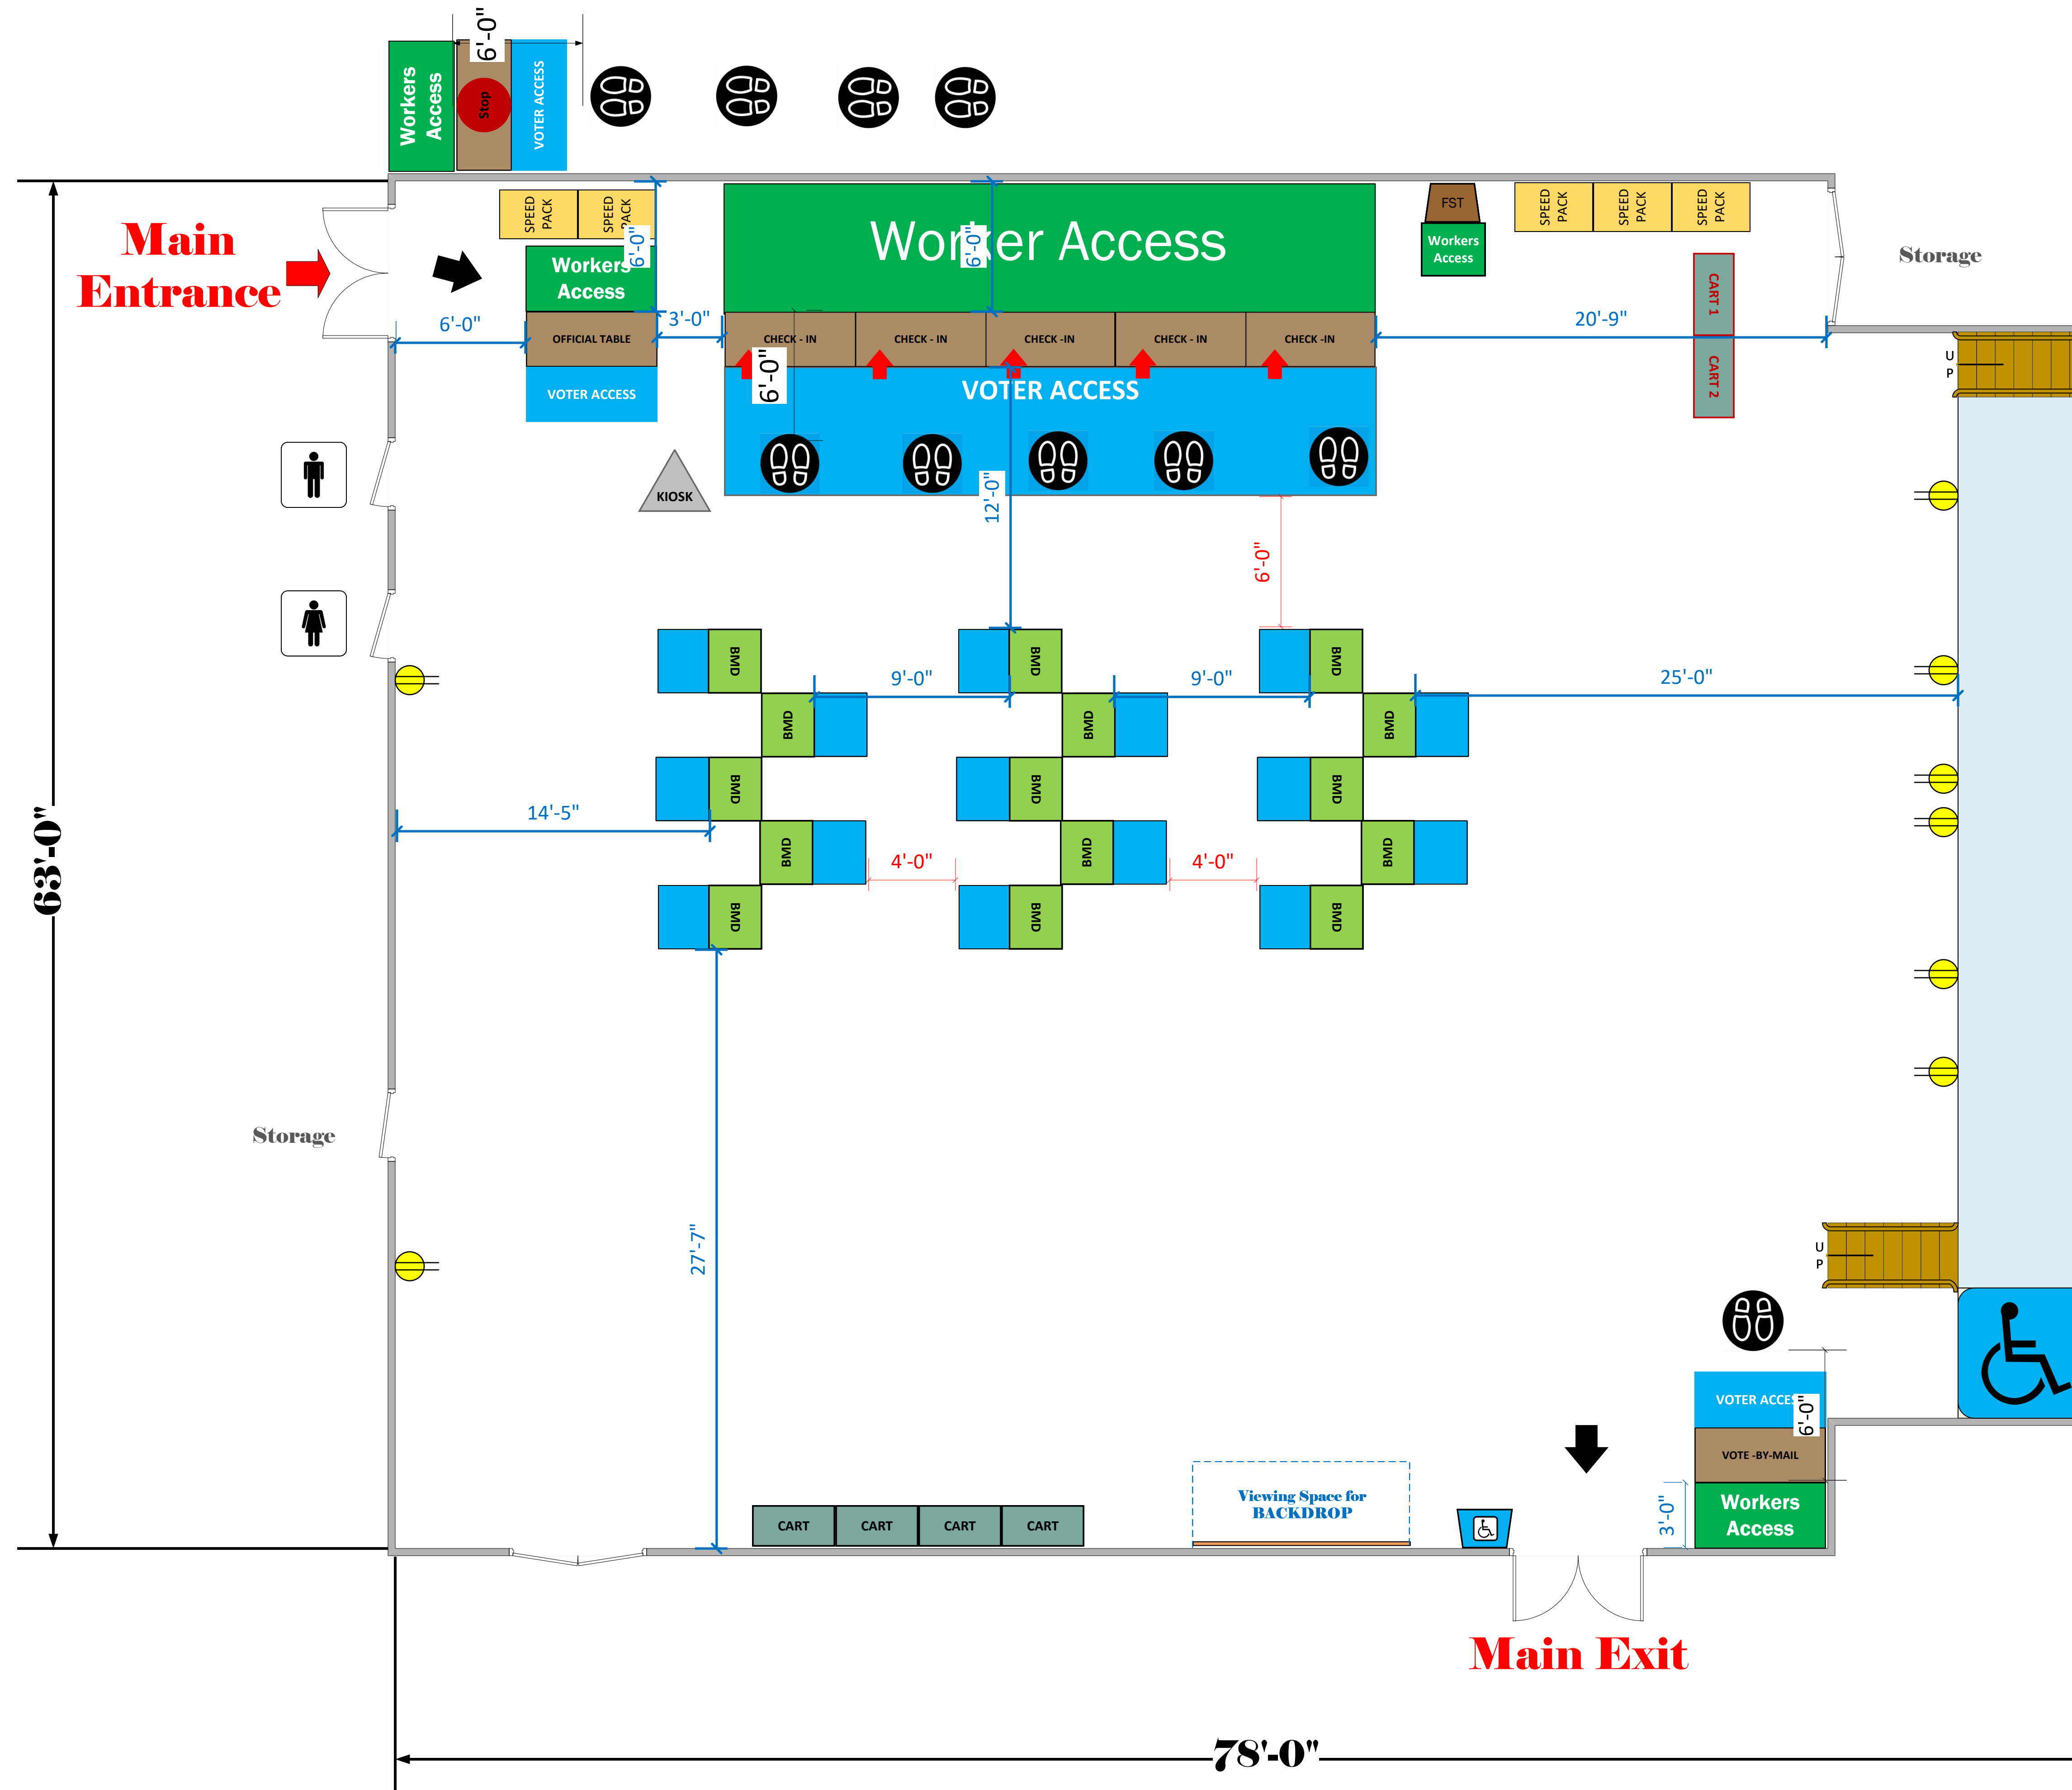 6'-0"
Workers
Access
Stop
VOTER ACCESS
Main
Entrance
SPEED
PACK
SPEED
PACK
6'-0"
Workers
Access
Worker Access
6'-0"
FST
Workers
Access
SPEED
PACK
SPEED
PACK
SPEED
PACK
Storage
CART 1
CART 2
6'-0"
3'-0"
20'-9"
OFFICIAL TABLE
CHECK - IN
CHECK - IN
CHECK -IN
CHECK - IN
CHECK -IN
U
P
VOTER ACCESS
6'-0"
VOTER ACCESS
KIOSK
12'-0"
6'-0"
BMD
BMD
BMD
9'-0"
9'-0"
25'-0"
BMD
BMD
BMD
BMD
BMD
BMD
14'-5"
63'-0"
BMD
BMD
BMD
4'-0"
4'-0"
BMD
BMD
BMD
Storage
27'-7"
U
P
VOTER ACCES
6'-0"
VOTE -BY-MAIL
3'-0"
Workers
Access
CART
CART
CART
CART
Viewing Space for
BACKDROP
Main Exit
78'-0"